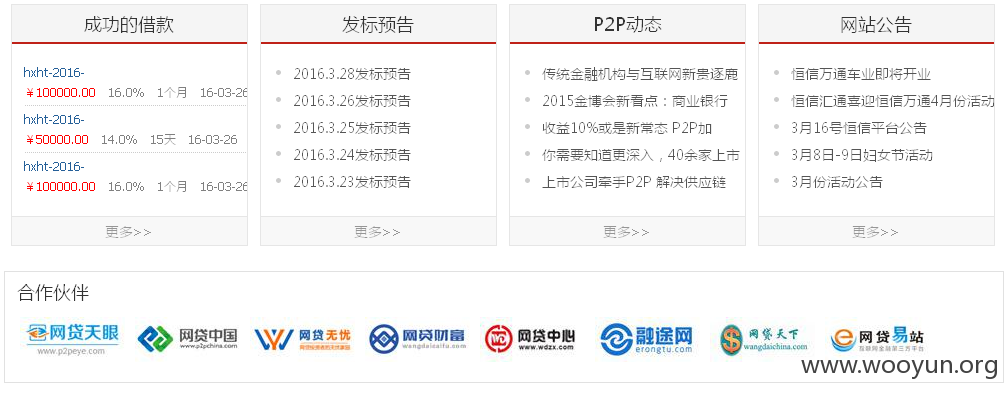 成功的借款
hxht-2016-
￥100000.00 16.0% 1个月 16-03-26
hxht-2016-
￥50000.00 14.0% 15天 16-03-26
hxht-2016-
￥100000.00 16.0% 1个月 16-03-26
更多>>
发标预告
2016.3.28发标预告
2016.3.26发标预告
2016.3.25发标预告
2016.3.24发标预告
2016.3.23发标预告
更多>>
P2P动态
传统金融机构与互联网新贵逐鹿
2015金博会新看点：商业银行
收益10%或是新常态 P2P加
你需要知道更深入，40余家上市
上市公司牵手P2P 解决供应链
更多>>
网站公告
恒信万通车业即将开业
恒信汇通喜迎恒信万通4月份活动
3月16号恒信平台公告
3月8日-9日妇女节活动
3月份活动公告
更多>>
合作伙伴
网贷天眼
www.p2peye.com
网贷中国
www.p2pchina.com
网贷无忧
网贷财富
wangdaicaifu.com
网贷中心
www.wdzx.com
融途网
erongtu.com
网贷天下
wangdaichina.com
网贷易站
互联网金融第三方平台
www.wooyun.org